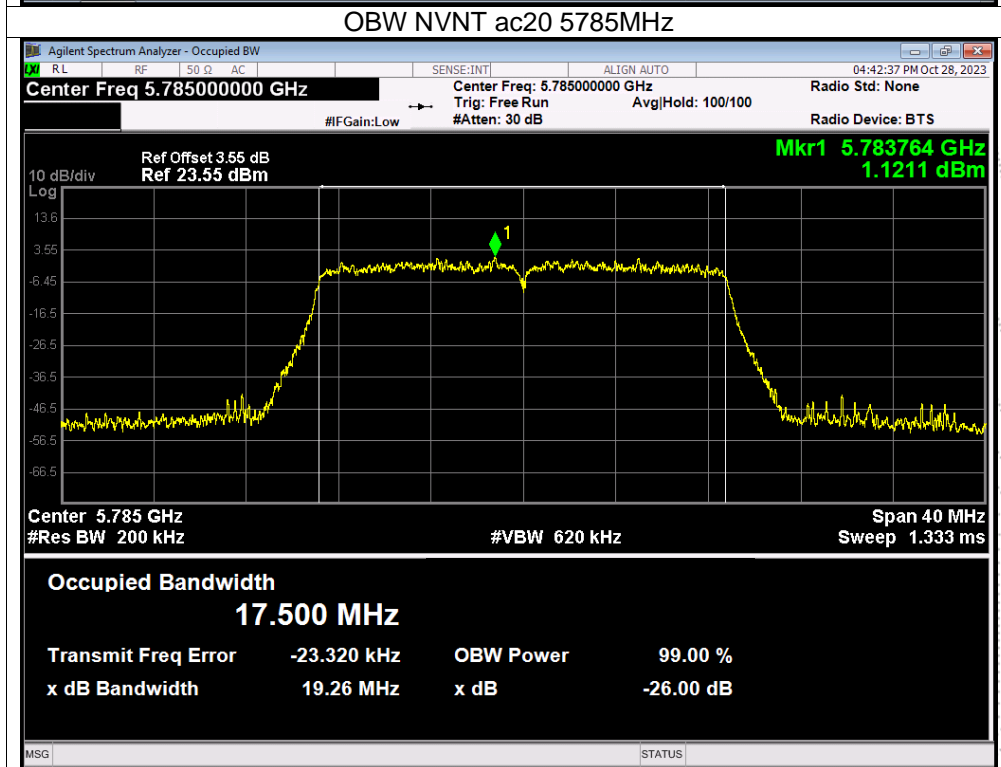 OBW NVNT ac20 5785MHz
Agilent Spectrum Analyzer - Occupied BW
LXI RL RF 50 Ω AC SENSE:INT ALIGN AUTO 04:42:37 PM Oct 28, 2023
Center Freq 5.785000000 GHz Center Freq: 5.785000000 GHz Radio Std: None
Trig: Free Run Avg|Hold: 100/100
#IFGain:Low #Atten: 30 dB Radio Device: BTS
Mkr1 5.783764 GHz
1.1211 dBm
Ref Offset 3.55 dB
10 dB/div Ref 23.55 dBm
Log
13.6
3.55
-6.45
-16.5
-26.5
-36.5
-46.5
-56.5
-66.5
1
Center 5.785 GHz Span 40 MHz
#Res BW 200 kHz #VBW 620 kHz Sweep 1.333 ms
Occupied Bandwidth
17.500 MHz
Transmit Freq Error -23.320 kHz OBW Power 99.00 %
x dB Bandwidth 19.26 MHz x dB -26.00 dB
MSG STATUS